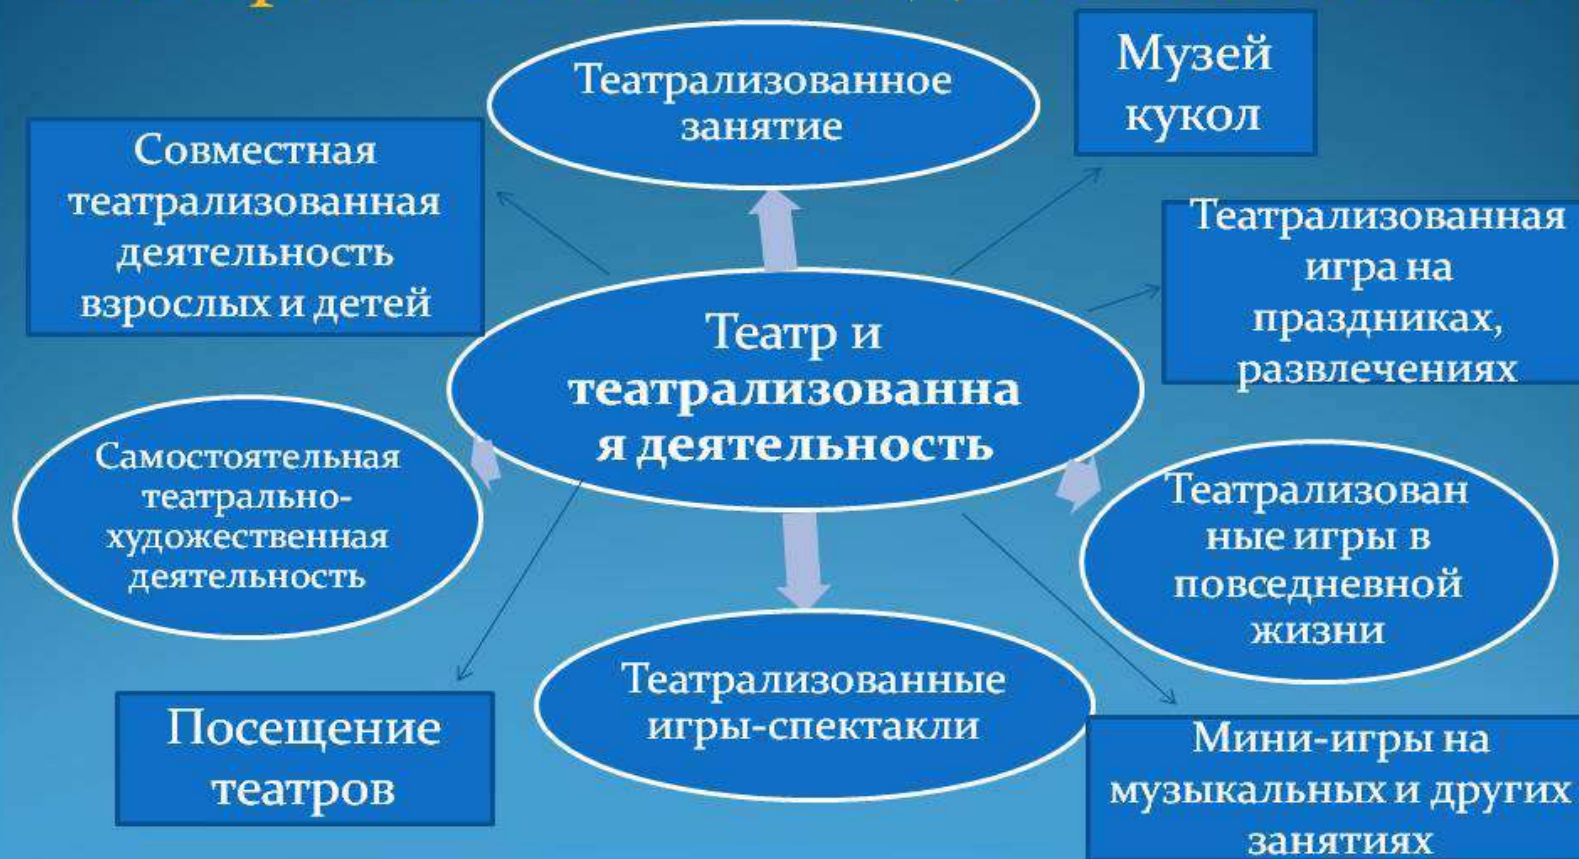 Театрализованное
занятие
Музей
кукол
Совместная
театрализованная
деятельность
взрослых и детей
Театрализованная
игра на
праздниках,
развлечениях
Театр и
театрализованна
я деятельность
Самостоятельная
театрально-
художественная
деятельность
Театрализован
ные игры в
повседневной
жизни
Театрализованные
игры-спектакли
Посещение
театров
Мини-игры на
музыкальных и других
занятиях